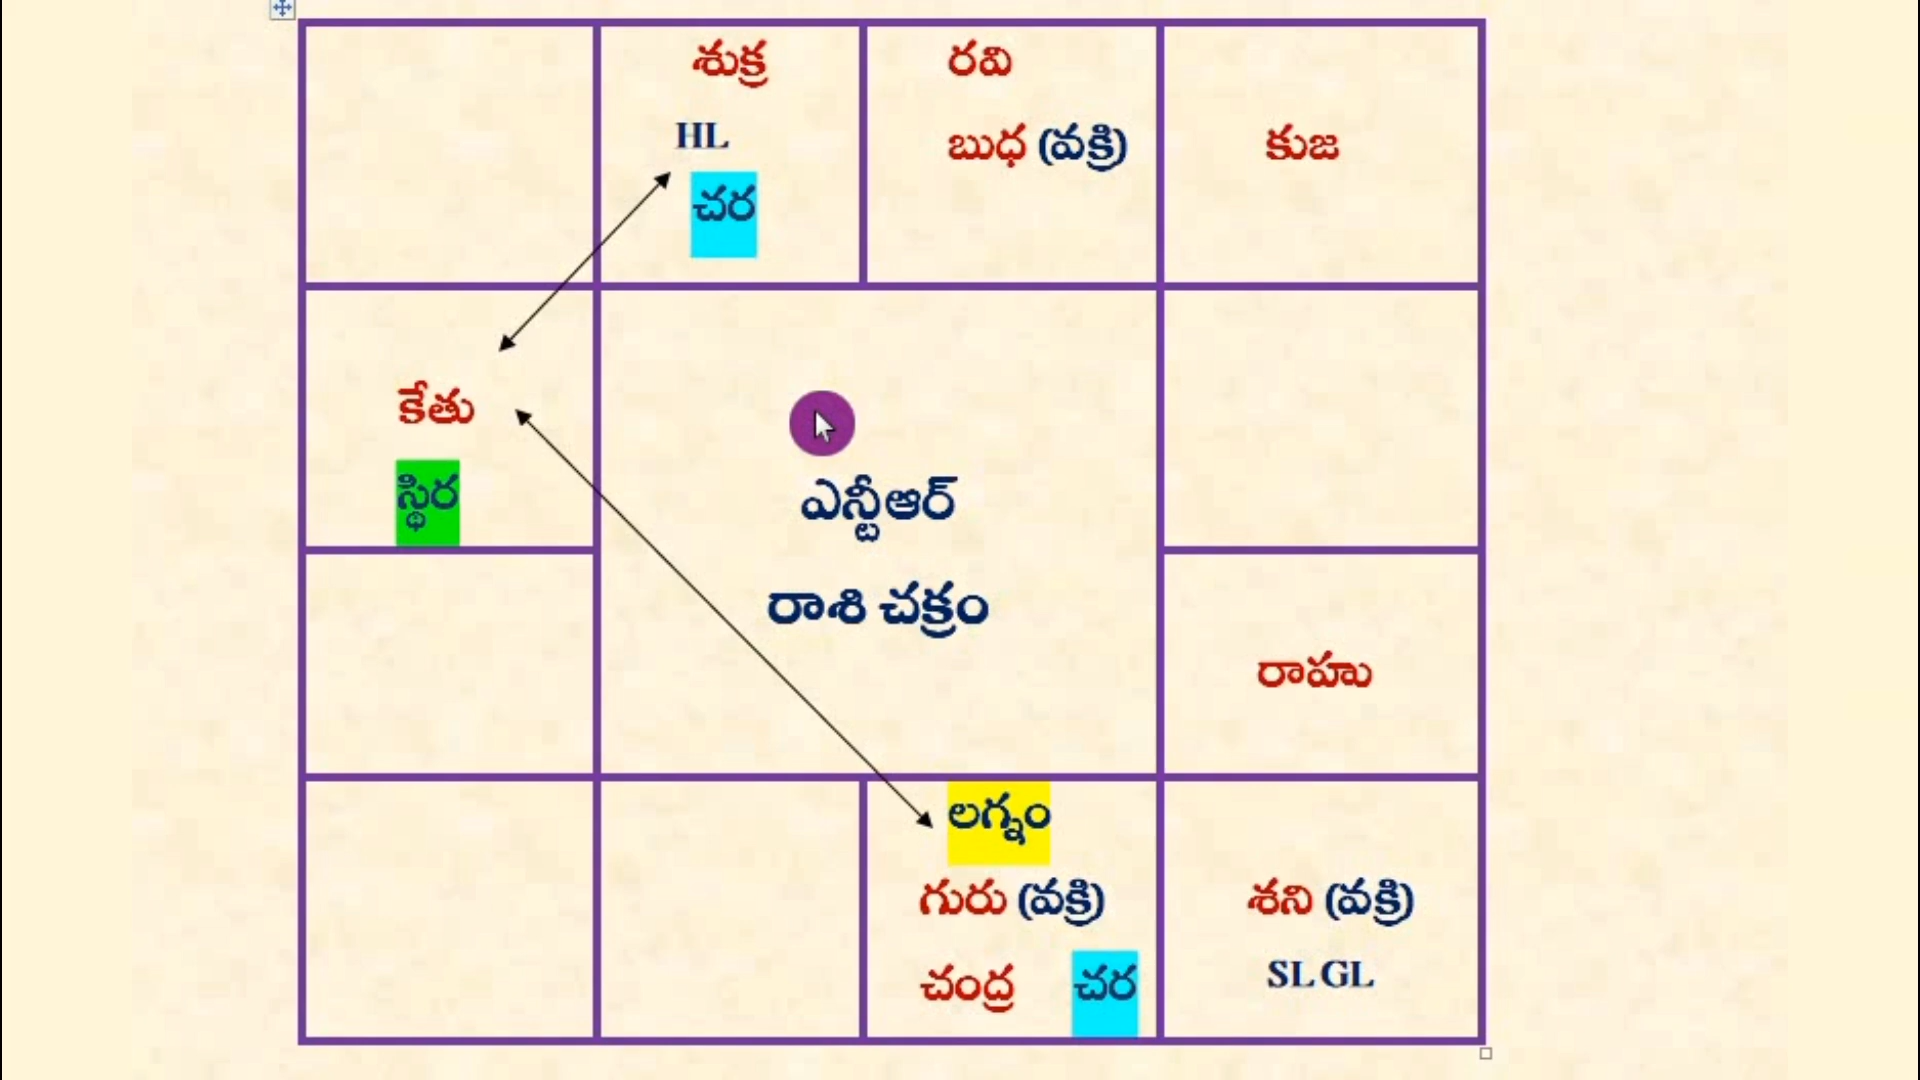 శుక్ర
HL
చర
రవి
బుధ (వక్రి)
కుజ
కేతు
స్థిర
ఎన్టీఆర్
రాశి చక్రం
రాహు
లగ్నం
గురు (వక్రి)
చంద్ర చర
శని (వక్రి)
SL GL